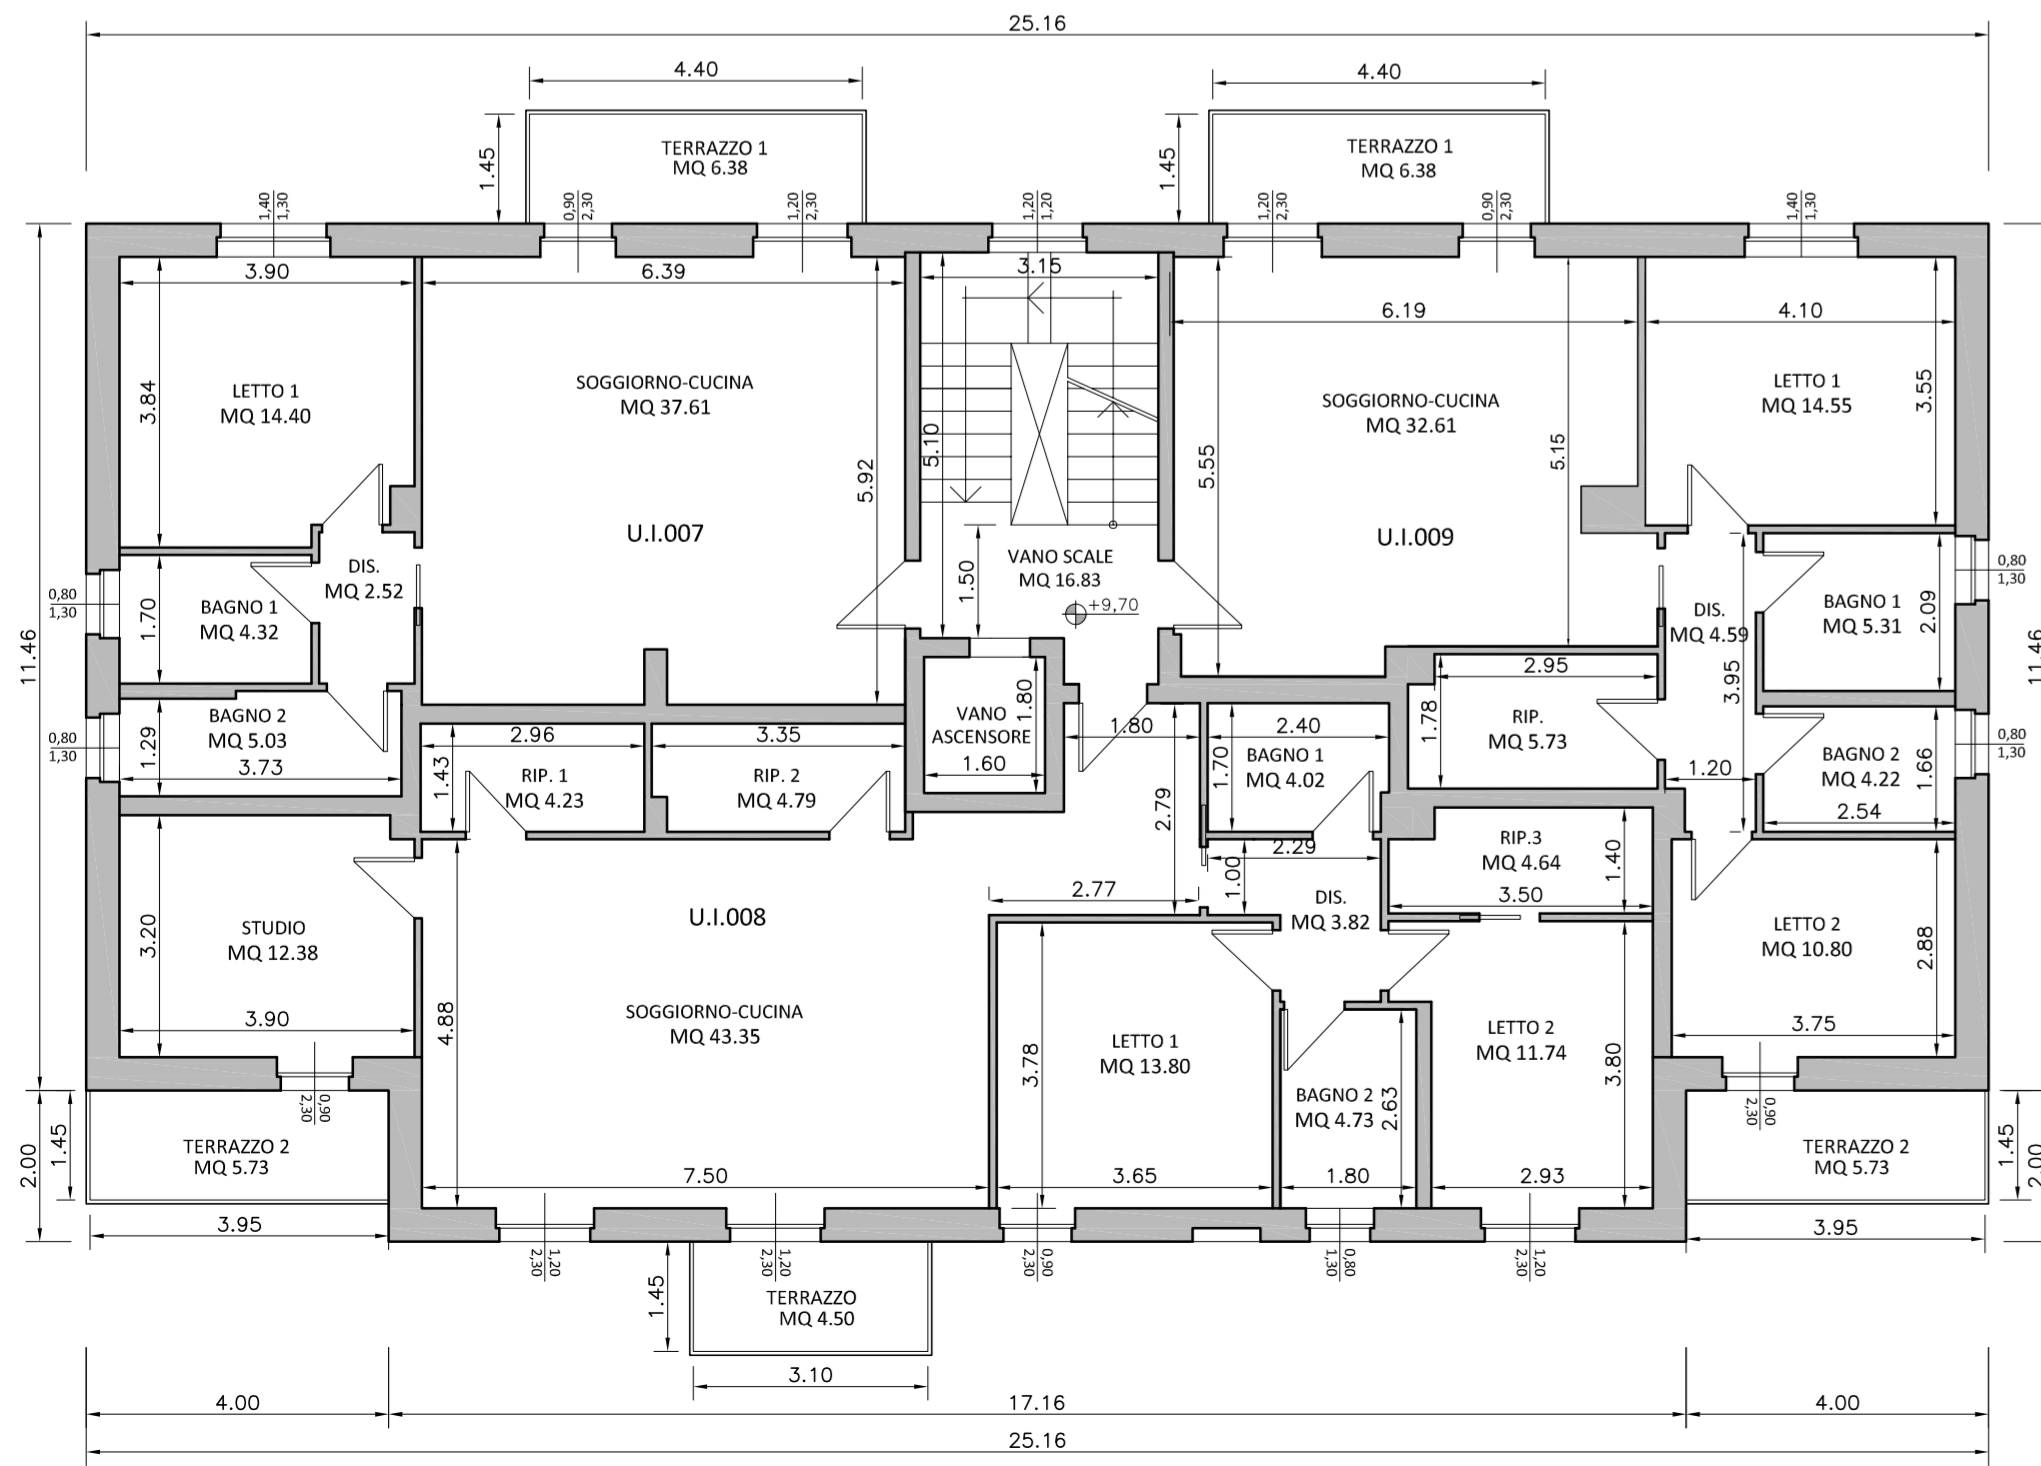 25.16
4.40
4.40
1.45
TERRAZZO 1
MQ 6.38
1.45
TERRAZZO 1
MQ 6.38
1,40
1,30
0,90
2,30
1,20
2,30
1,20
1,20
1,20
2,30
0,90
2,30
1,40
1,30
3.90
6.39
3.15
6.19
4.10
3.84
LETTO 1
MQ 14.40
SOGGIORNO-CUCINA
MQ 37.61
5.92
5.10
5.55
SOGGIORNO-CUCINA
MQ 32.61
5.15
LETTO 1
MQ 14.55
3.55
U.I.007
U.I.009
1.50
VANO SCALE
MQ 16.83
+9,70
DIS.
MQ 2.52
0,80
1,30
1.70
BAGNO 1
MQ 4.32
DIS.
MQ 4.59
BAGNO 1
MQ 5.31
2.09
0,80
1,30
11.46
11.46
3.95
2.95
1.78
RIP.
MQ 5.73
0,80
1,30
1.29
BAGNO 2
MQ 5.03
3.73
2.96
1.43
RIP. 1
MQ 4.23
3.35
RIP. 2
MQ 4.79
VANO
ASCENSORE
1.80
1.60
1.80
2.79
2.40
1.70
BAGNO 1
MQ 4.02
1.20
BAGNO 2
MQ 4.22
1.66
2.54
0,80
1,30
2.29
1.00
RIP.3
MQ 4.64
1.40
3.50
2.77
DIS.
MQ 3.82
3.20
STUDIO
MQ 12.38
3.90
U.I.008
4.88
SOGGIORNO-CUCINA
MQ 43.35
7.50
3.78
LETTO 1
MQ 13.80
3.65
BAGNO 2
MQ 4.73
2.63
1.80
LETTO 2
MQ 11.74
3.80
2.93
LETTO 2
MQ 10.80
2.88
3.75
0,90
2,30
0,90
2,30
2.00
1.45
TERRAZZO 2
MQ 5.73
3.95
TERRAZZO 2
MQ 5.73
1.45
2.00
3.95
1,20
2,30
1,20
2,30
0,90
2,30
0,80
1,30
1,20
2,30
1.45
TERRAZZO
MQ 4.50
3.10
4.00
17.16
4.00
25.16